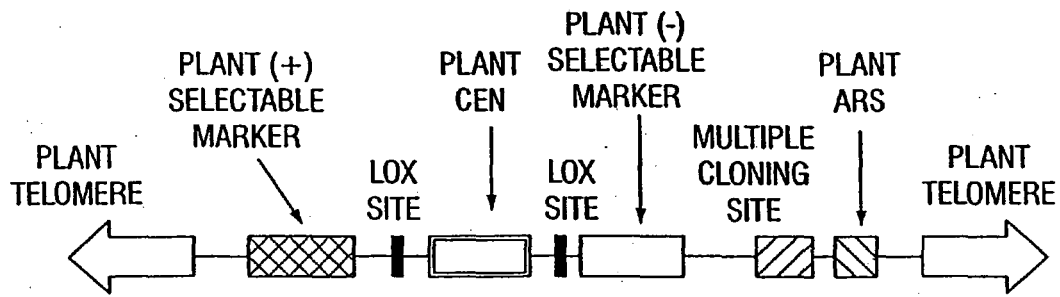 PLANT
TELOMERE
PLANT (+)
SELECTABLE
MARKER
LOX
SITE
PLANT
CEN
LOX
SITE
PLANT (-)
SELECTABLE
MARKER
MULTIPLE
CLONING
SITE
PLANT
ARS
PLANT
TELOMERE